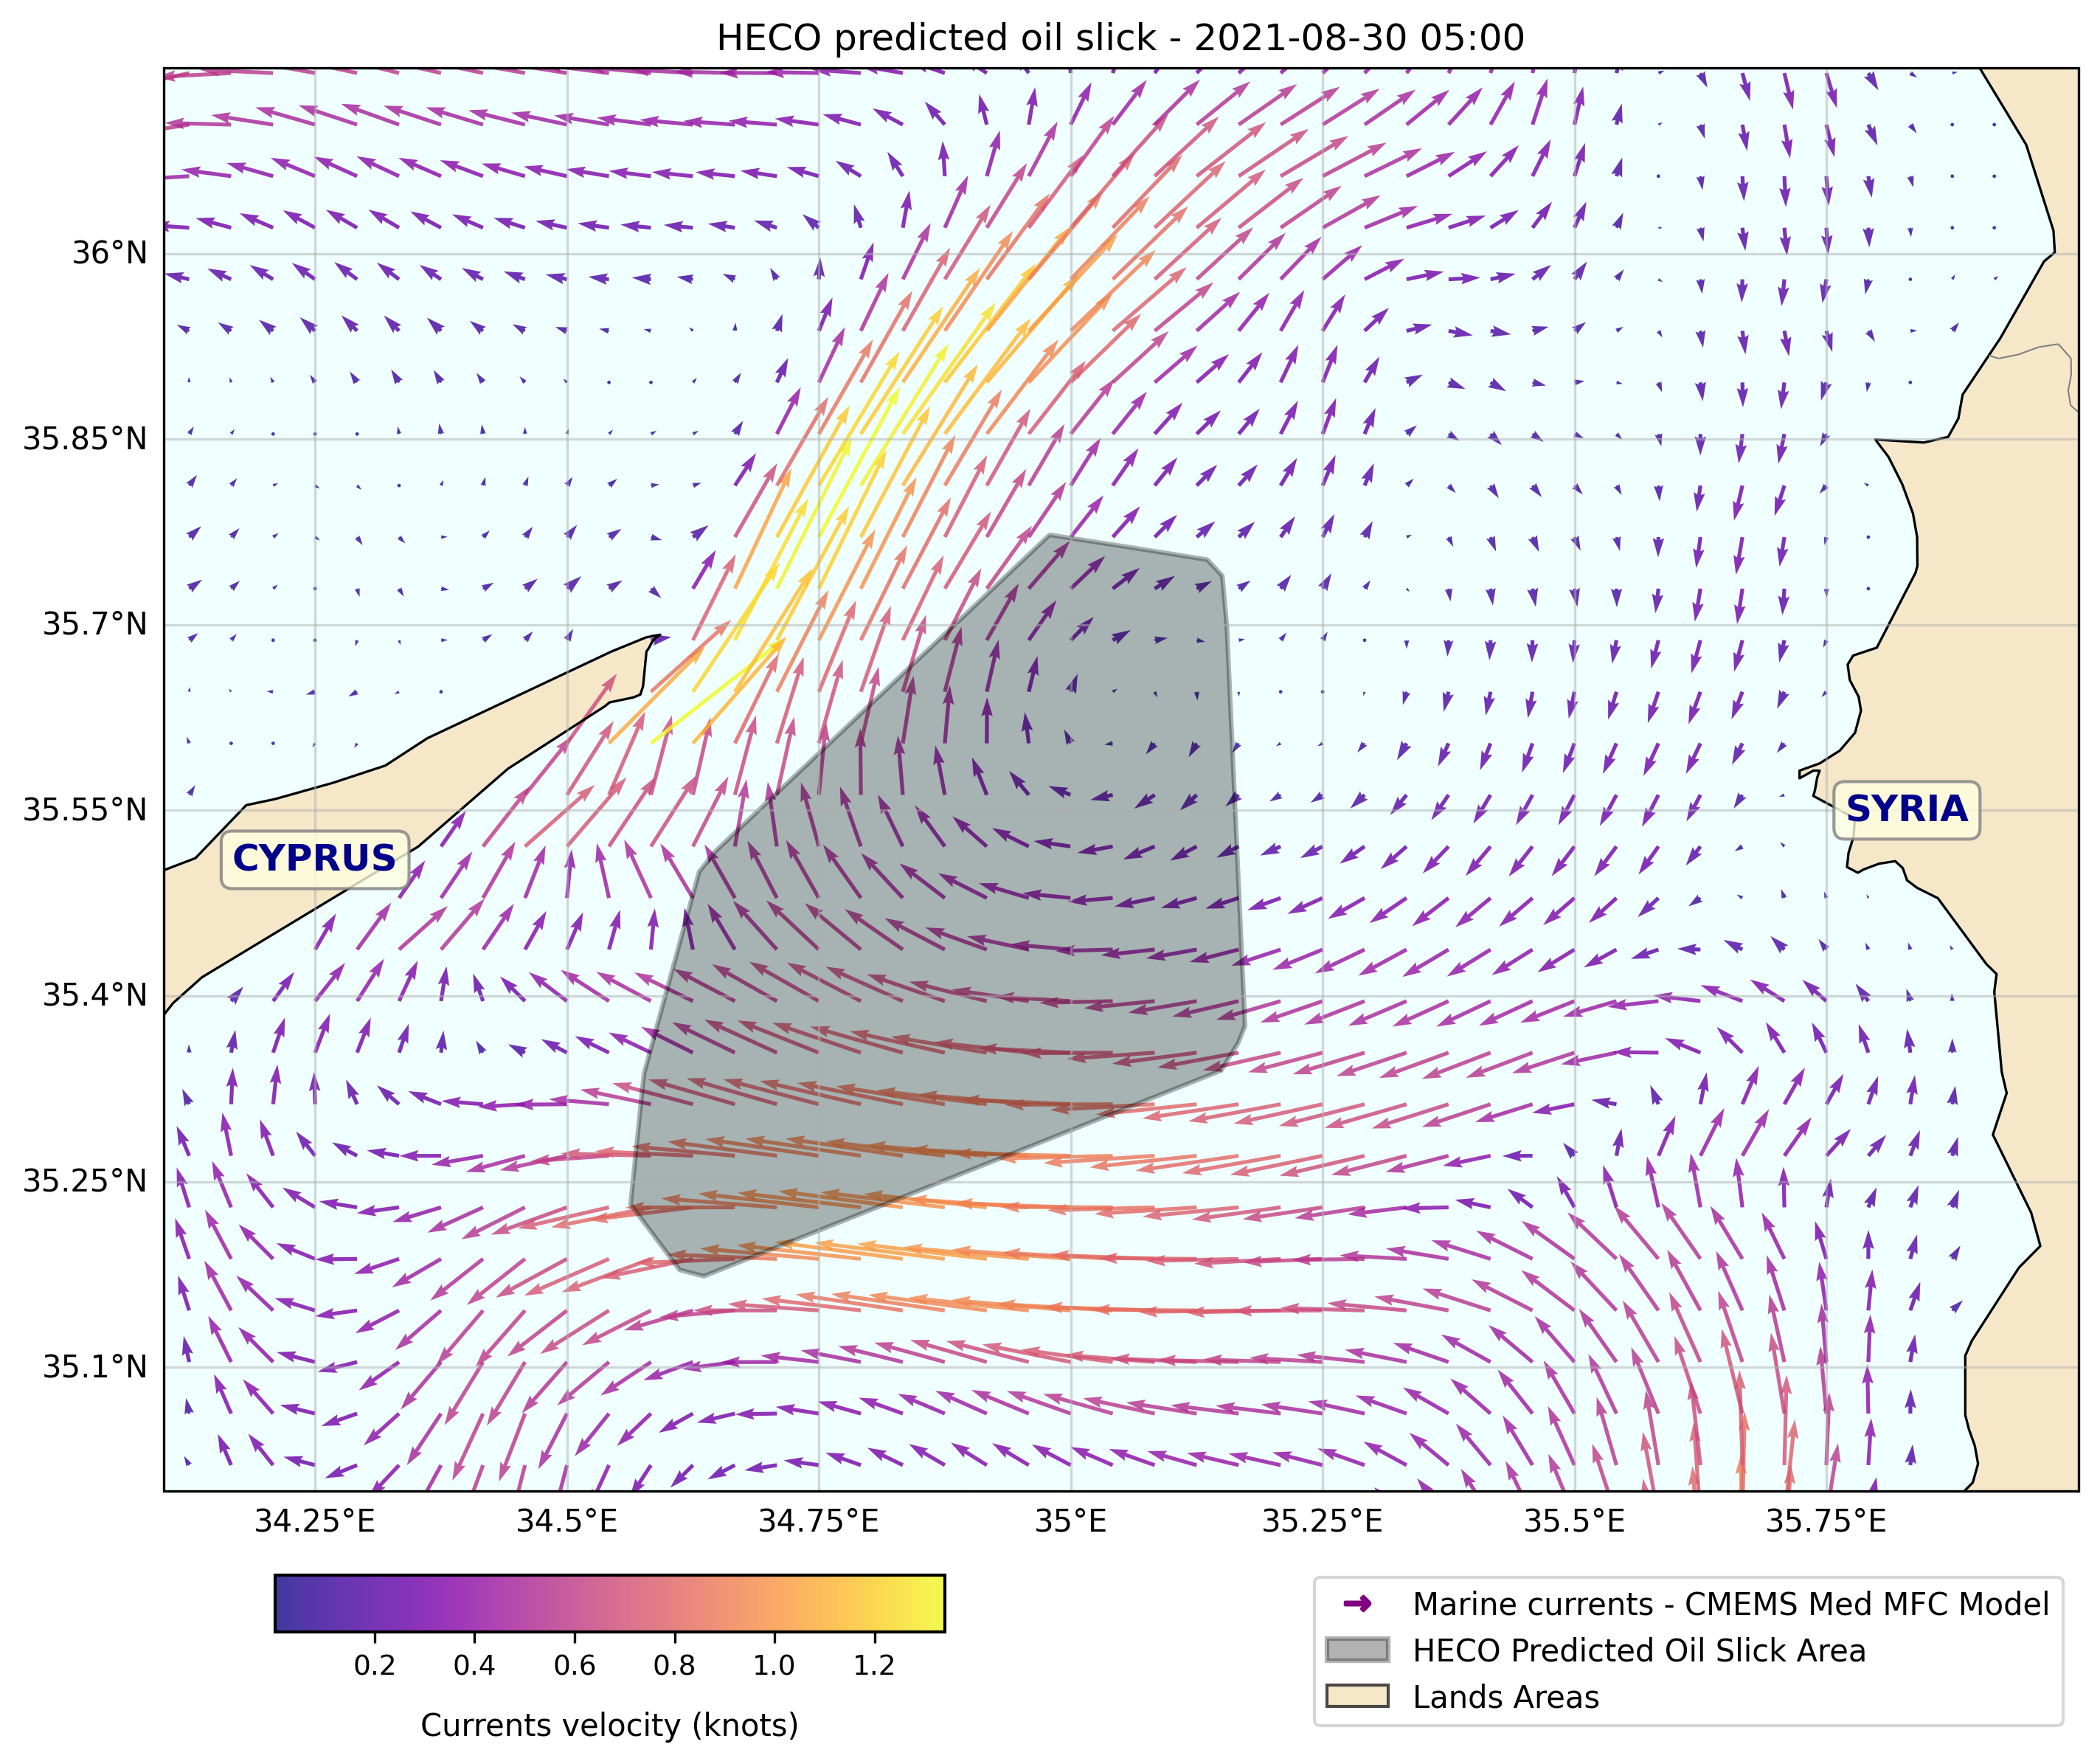 HECO predicted oil slick - 2021-08-30 05:00
36°N
35.85°N
35.7°N
35.55°N
35.4°N
35.25°N
35.1°N
CYPRUS
SYRIA
34.25°E 34.5°E 34.75°E 35°E 35.25°E 35.5°E 35.75°E
0.2 0.4 0.6 0.8 1.0 1.2
Currents velocity (knots)
Marine currents - CMEMS Med MFC Model
HECO Predicted Oil Slick Area
Lands Areas